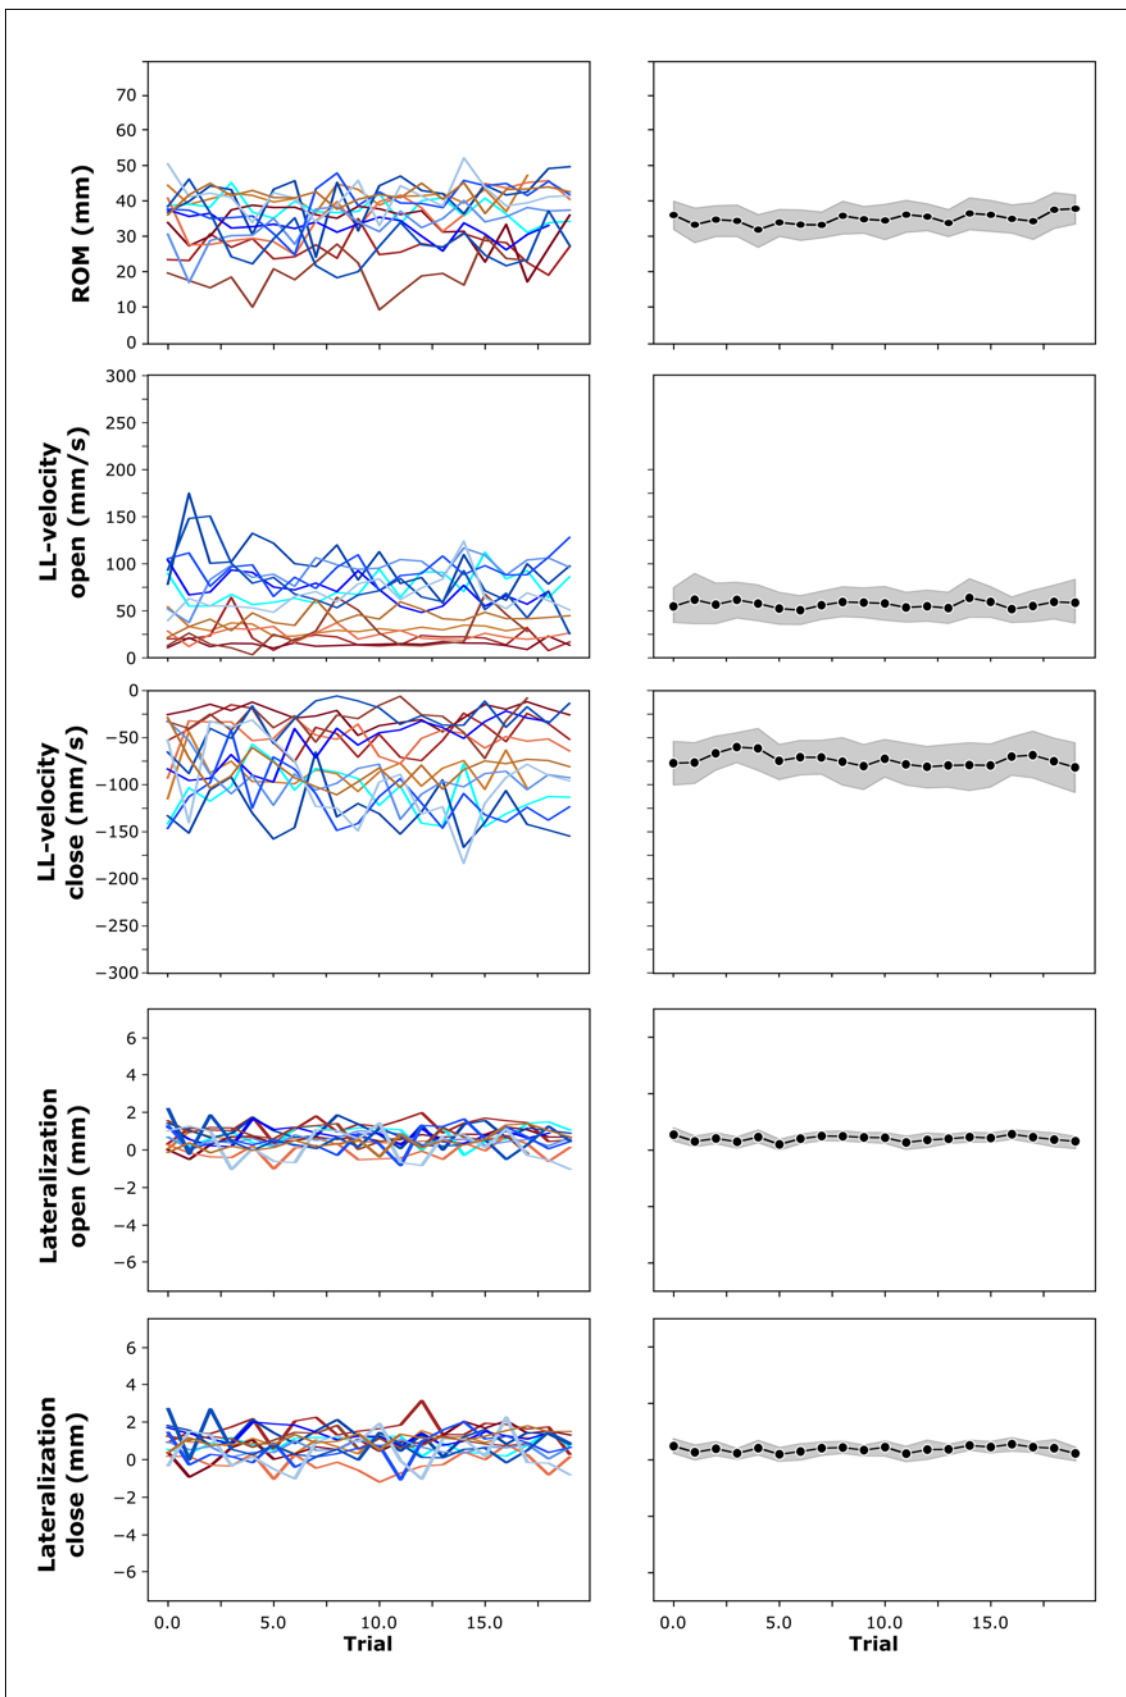 ROM (mm)
70
60
50
40
30
20
10
0
LL-velocity
open (mm/s)
300
250
200
150
100
50
0
LL-velocity
close (mm/s)
0
−50
−100
−150
−200
−250
−300
Lateralization
open (mm)
6
4
2
0
−2
−4
−6
Lateralization
close (mm)
6
4
2
0
−2
−4
−6
0.0 5.0 10.0 15.0
Trial
0.0 5.0 10.0 15.0
Trial